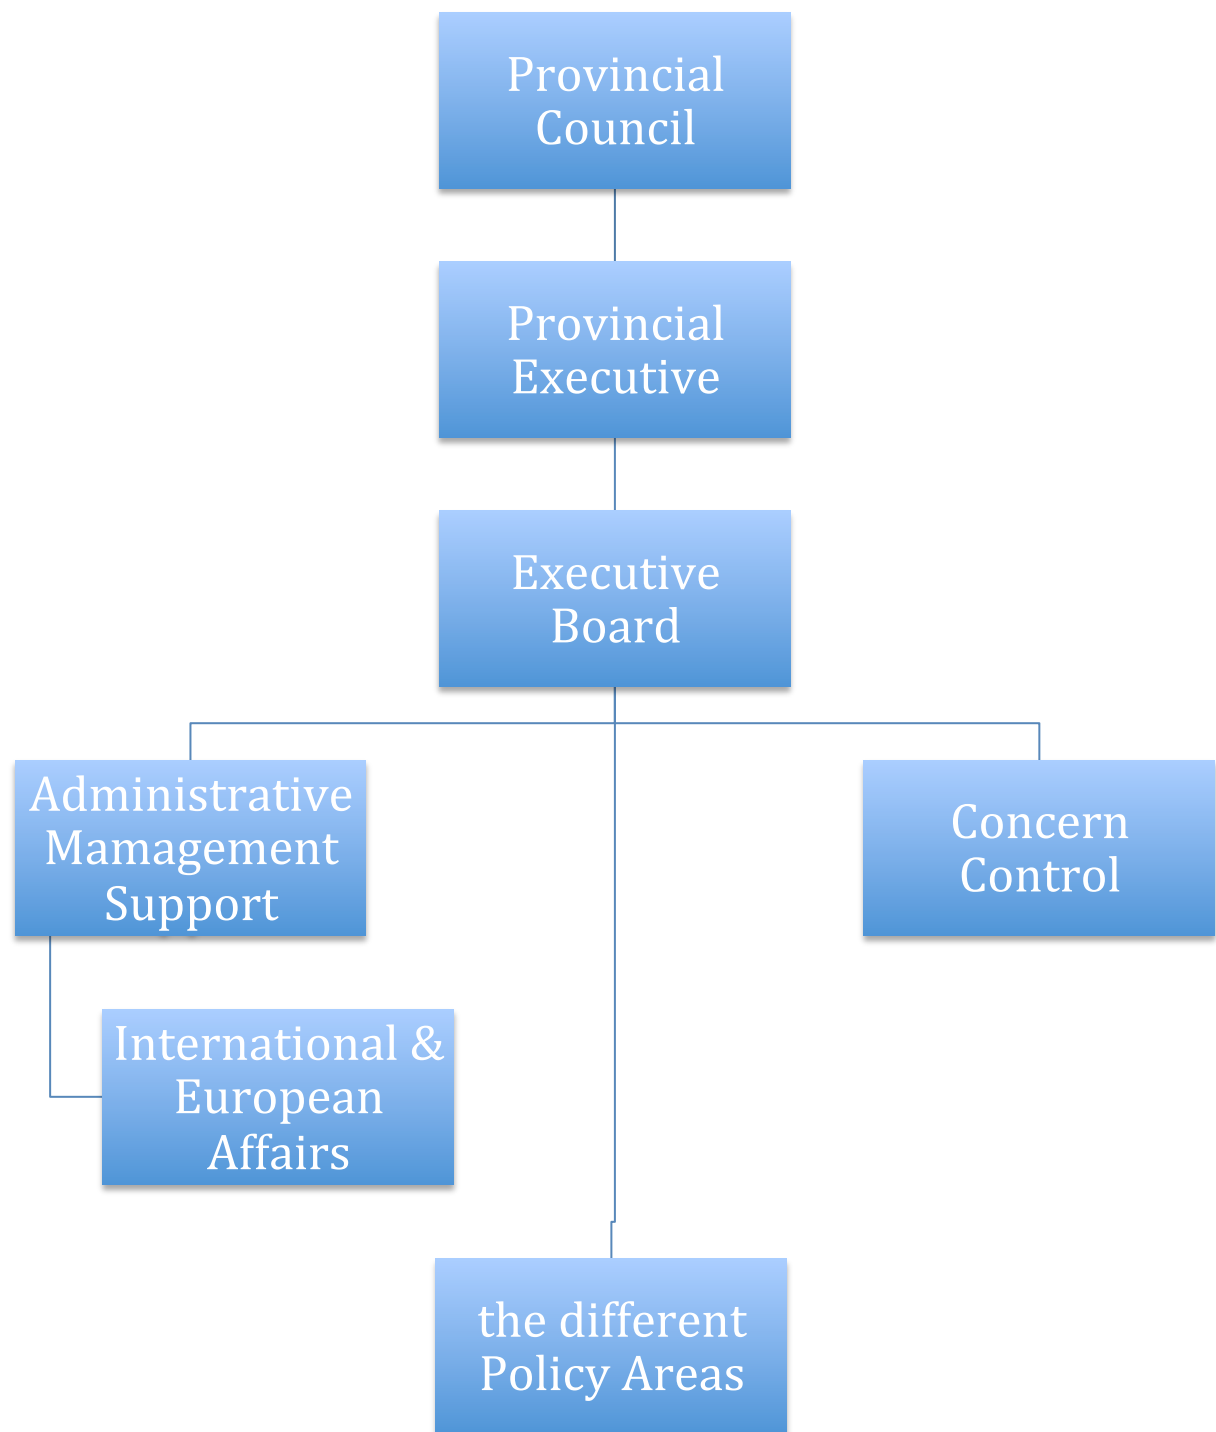 Provincial
Council
Provincial
Executive
Executive
Board
Administrative
Mamagement
Support
Concern
Control
International &
European
Affairs
the different
Policy Areas